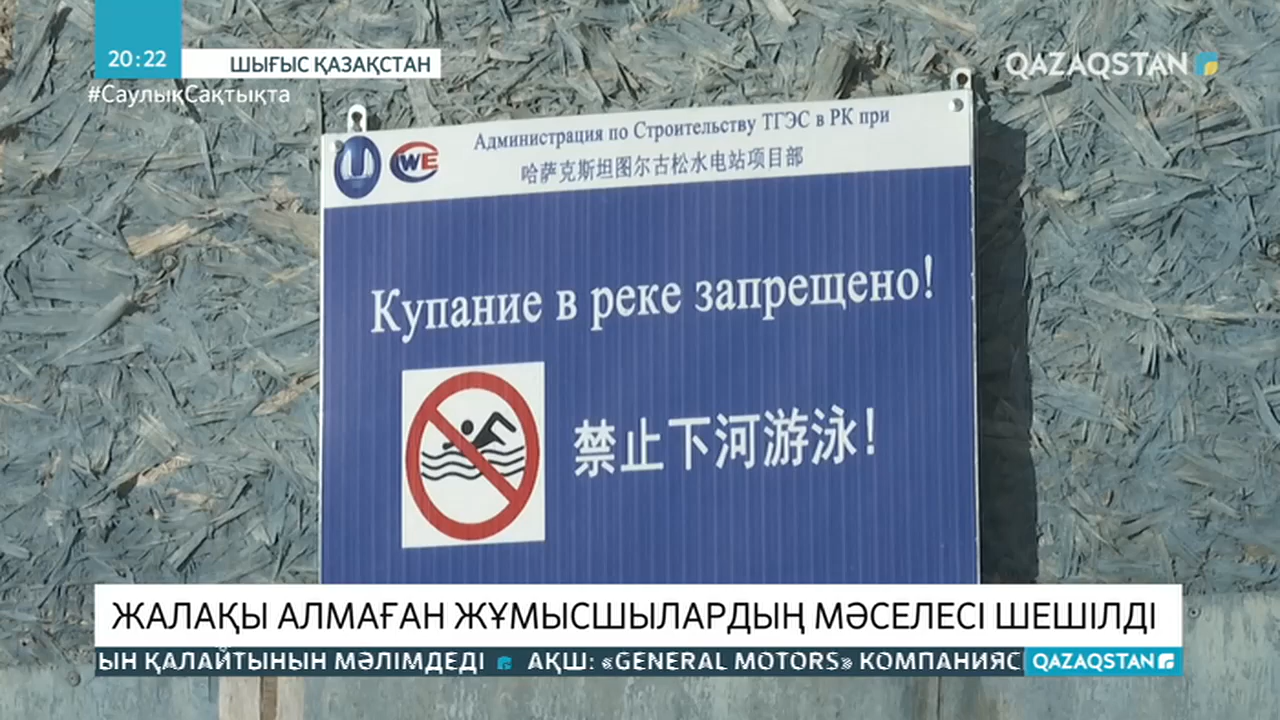 20:22
ШЫҒЫС ҚАЗАҚСТАН
QAZAQSTAN
#СаулықСақтықта
Администрация по Строительству ТГЭС в РК при
CWE
哈萨克斯坦图尔古松水电站项目部
Купание в реке запрещено!
禁止下河游泳!
ЖАЛАҚЫ АЛМАҒАН ЖҰМЫСШЫЛАРДЫҢ МӘСЕЛЕСІ ШЕШІЛДІ
ЫН ҚАЛАЙТЫНЫН МӘЛІМДЕДІ АҚШ: «GENERAL MOTORS» КОМПАНИЯС
QAZAQSTAN